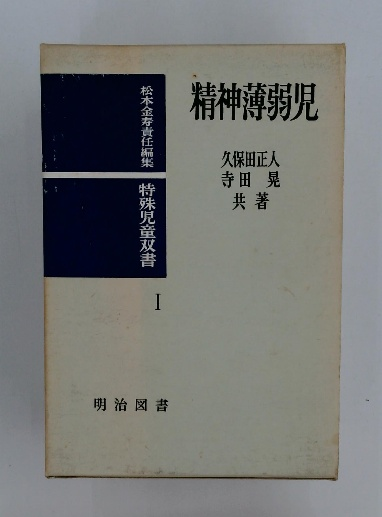 精神薄弱児
久保田正人
寺田 晃
共著
松本金寿責任編集
特殊児童双書
I
明治図書